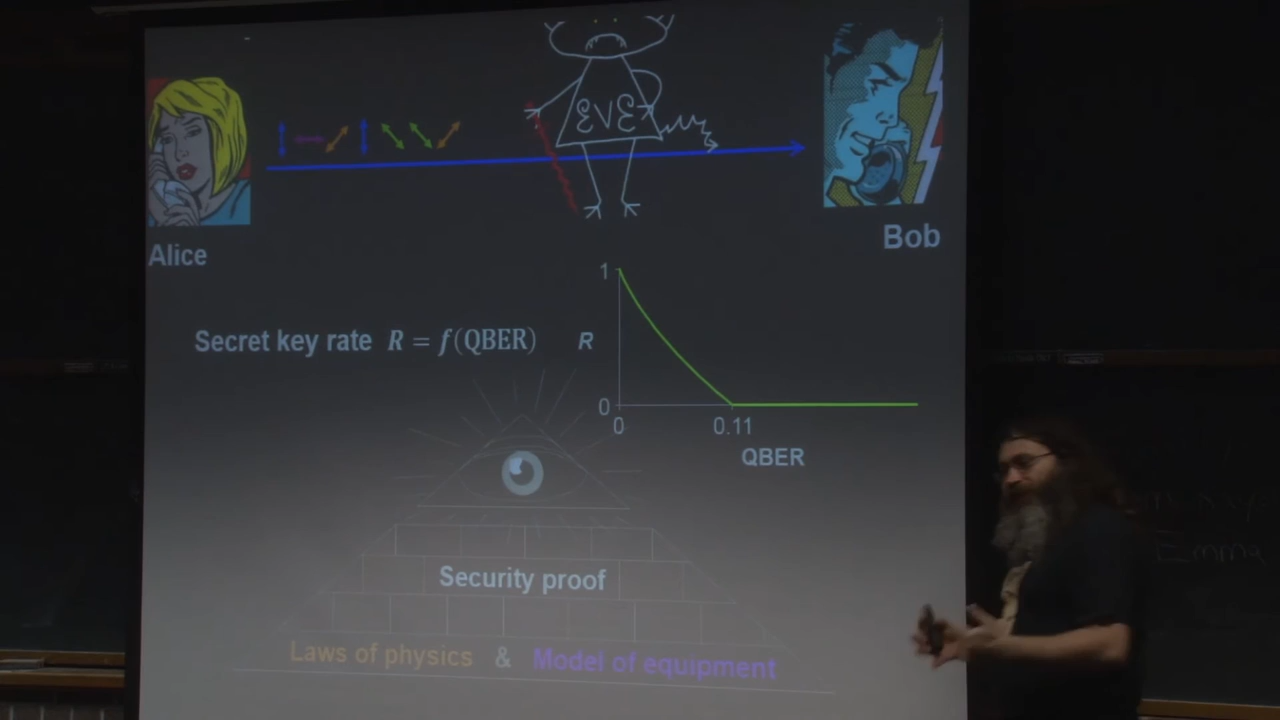 EVE
Alice
Bob
Secret key rate R = f(QBER)
R
1
0
0
0.11
QBER
Security proof
Laws of physics & Model of equipment
Emma